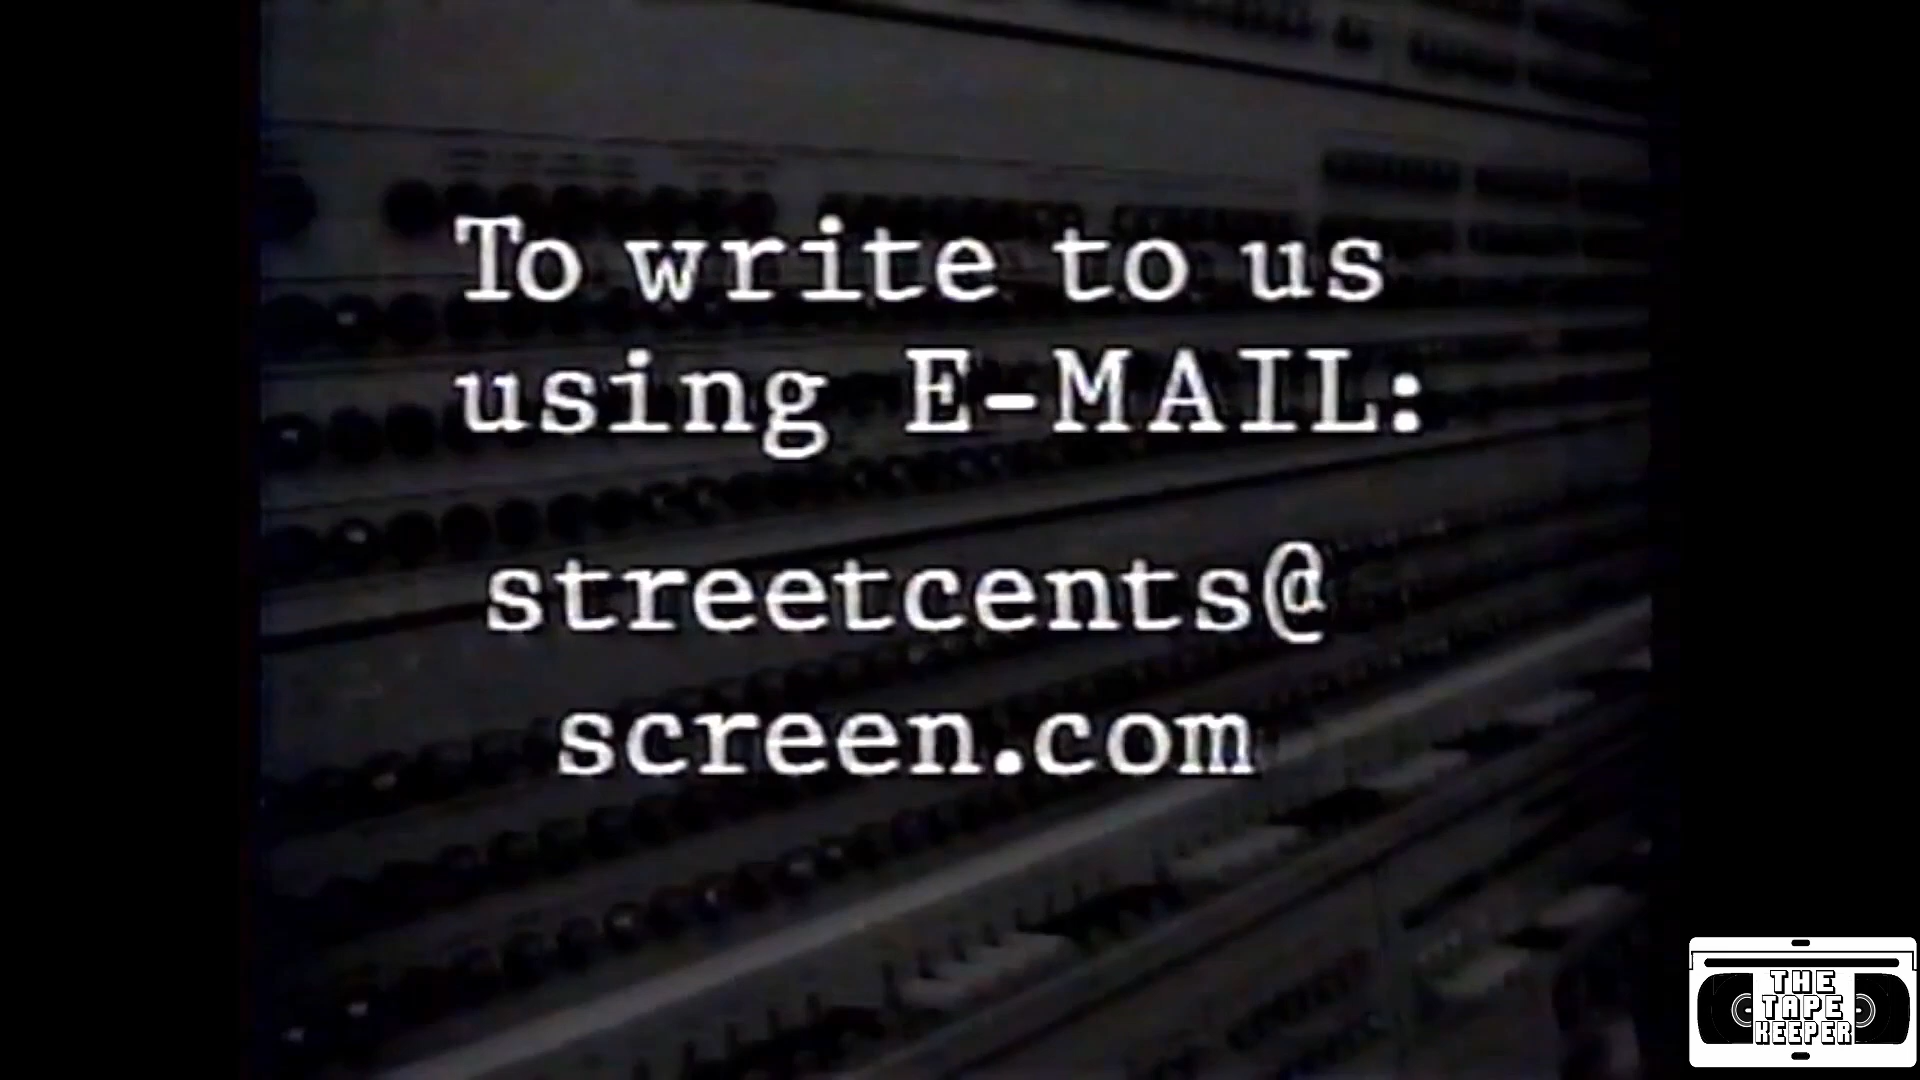 To write to us
using E-MAIL:
streetcents@
screen.com
THE
TAPE
KEEPER